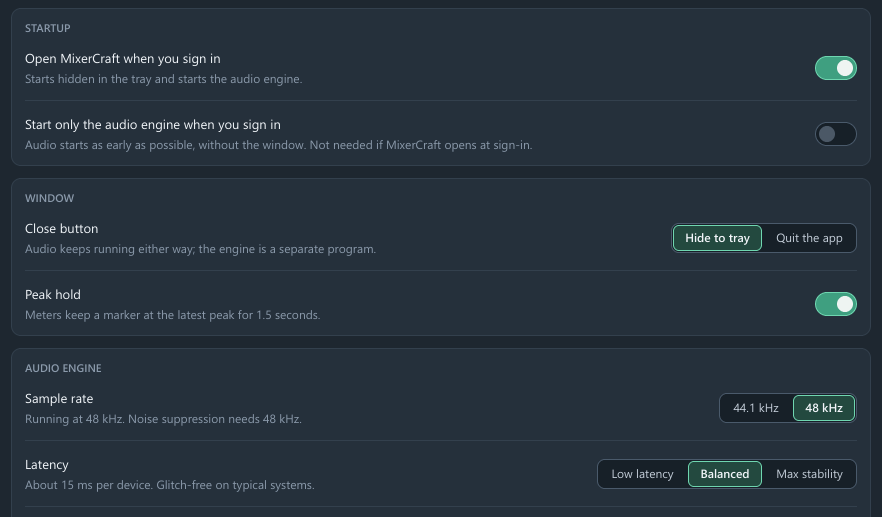 STARTUP
Open MixerCraft when you sign in
Starts hidden in the tray and starts the audio engine.
Start only the audio engine when you sign in
Audio starts as early as possible, without the window. Not needed if MixerCraft opens at sign-in.
WINDOW
Close button
Audio keeps running either way; the engine is a separate program.
Hide to tray
Quit the app
Peak hold
Meters keep a marker at the latest peak for 1.5 seconds.
AUDIO ENGINE
Sample rate
Running at 48 kHz. Noise suppression needs 48 kHz.
44.1 kHz
48 kHz
Latency
About 15 ms per device. Glitch-free on typical systems.
Low latency
Balanced
Max stability